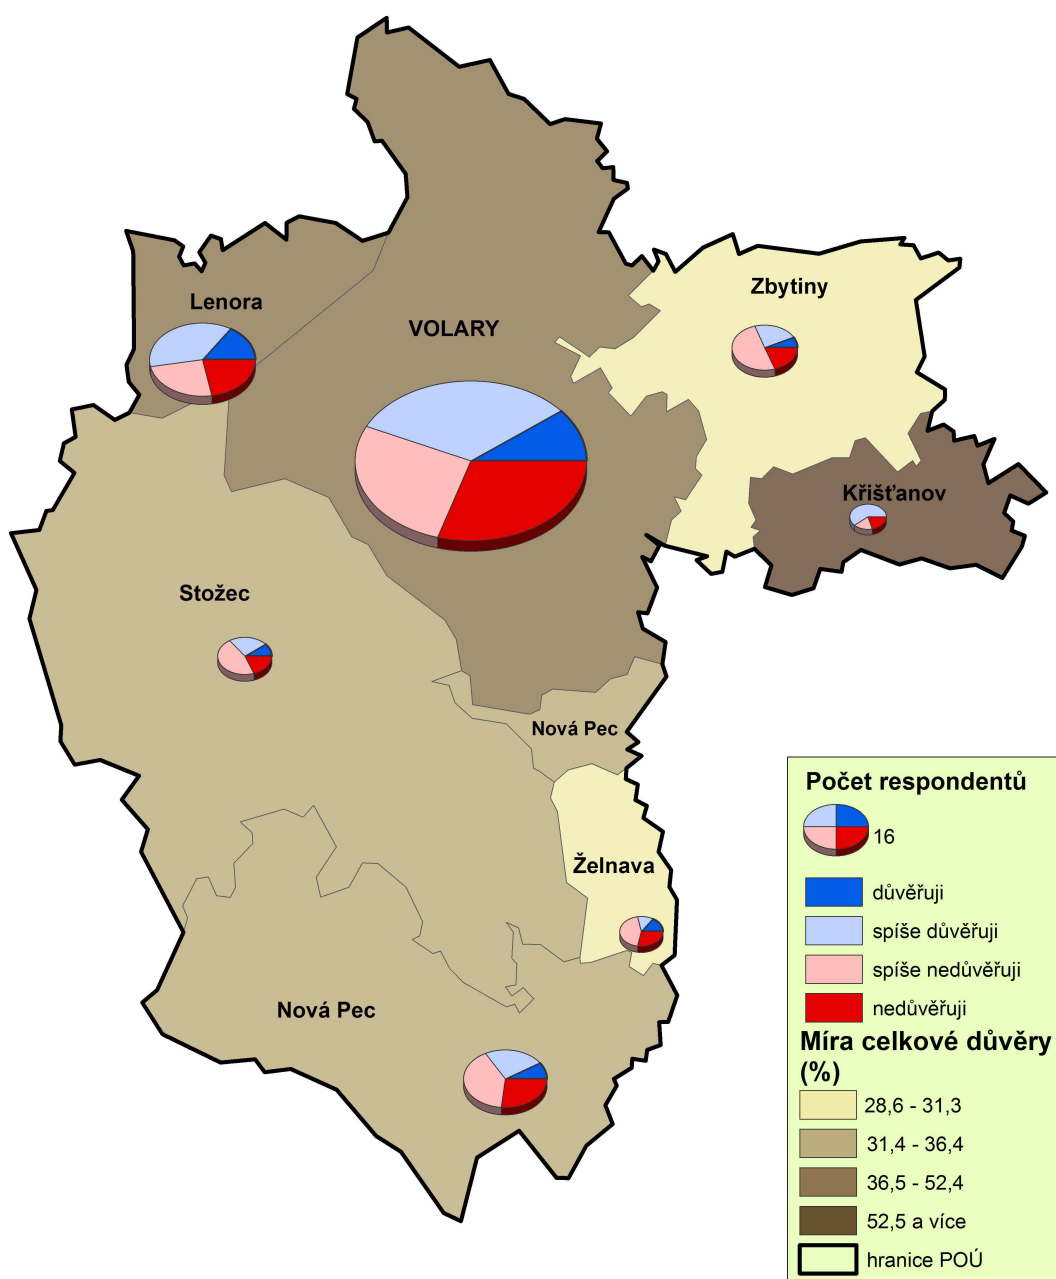 Lenora
VOLARY
Zbytiny
Křišťanov
Stožec
Nová Pec
Želnava
Nová Pec
Počet respondentů
16
důvěřuji
spíše důvěřuji
spíše nedůvěřuji
nedůvěřuji
Míra celkové důvěry
(%)
28,6 - 31,3
31,4 - 36,4
36,5 - 52,4
52,5 a více
hranice POÚ